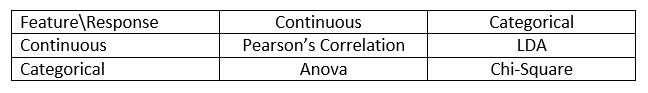 Feature\Response Continuous Categorical
Continuous Pearson’s Correlation LDA
Categorical Anova Chi-Square